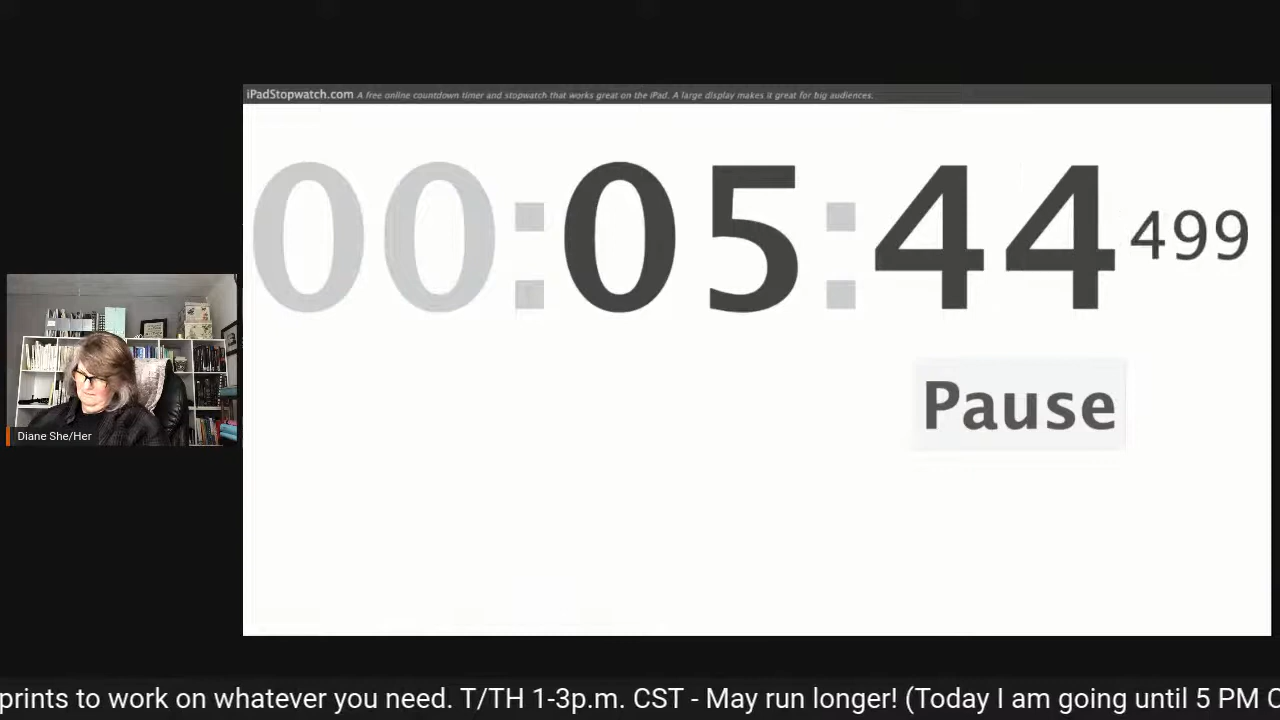 iPadStopwatch.com A free online countdown timer and stopwatch that works great on the iPad. A large display makes it great for big audiences.
00:05:44 499
Pause
Diane She/Her
prints to work on whatever you need. T/TH 1-3p.m. CST - May run longer! (Today I am going until 5 PM C